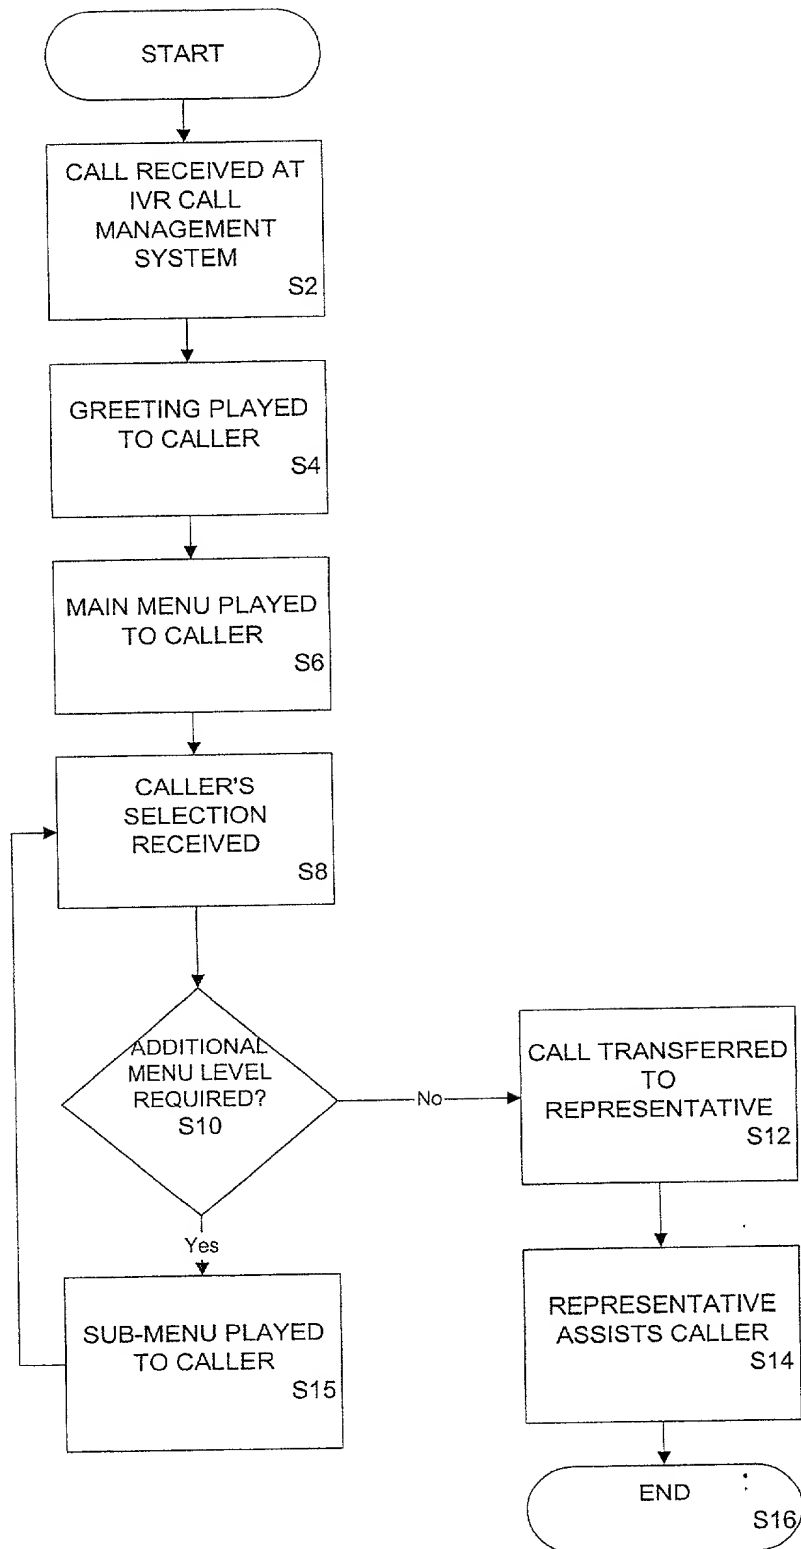 START
CALL RECEIVED AT
IVR CALL
MANAGEMENT
SYSTEM
S2
GREETING PLAYED
TO CALLER
S4
MAIN MENU PLAYED
TO CALLER
S6
CALLER'S
SELECTION
RECEIVED
S8
ADDITIONAL
MENU LEVEL
REQUIRED?
S10
No
CALL TRANSFERRED
TO
REPRESENTATIVE
S12
Yes
SUB-MENU PLAYED
TO CALLER
S15
REPRESENTATIVE
ASSISTS CALLER
S14
END
S16